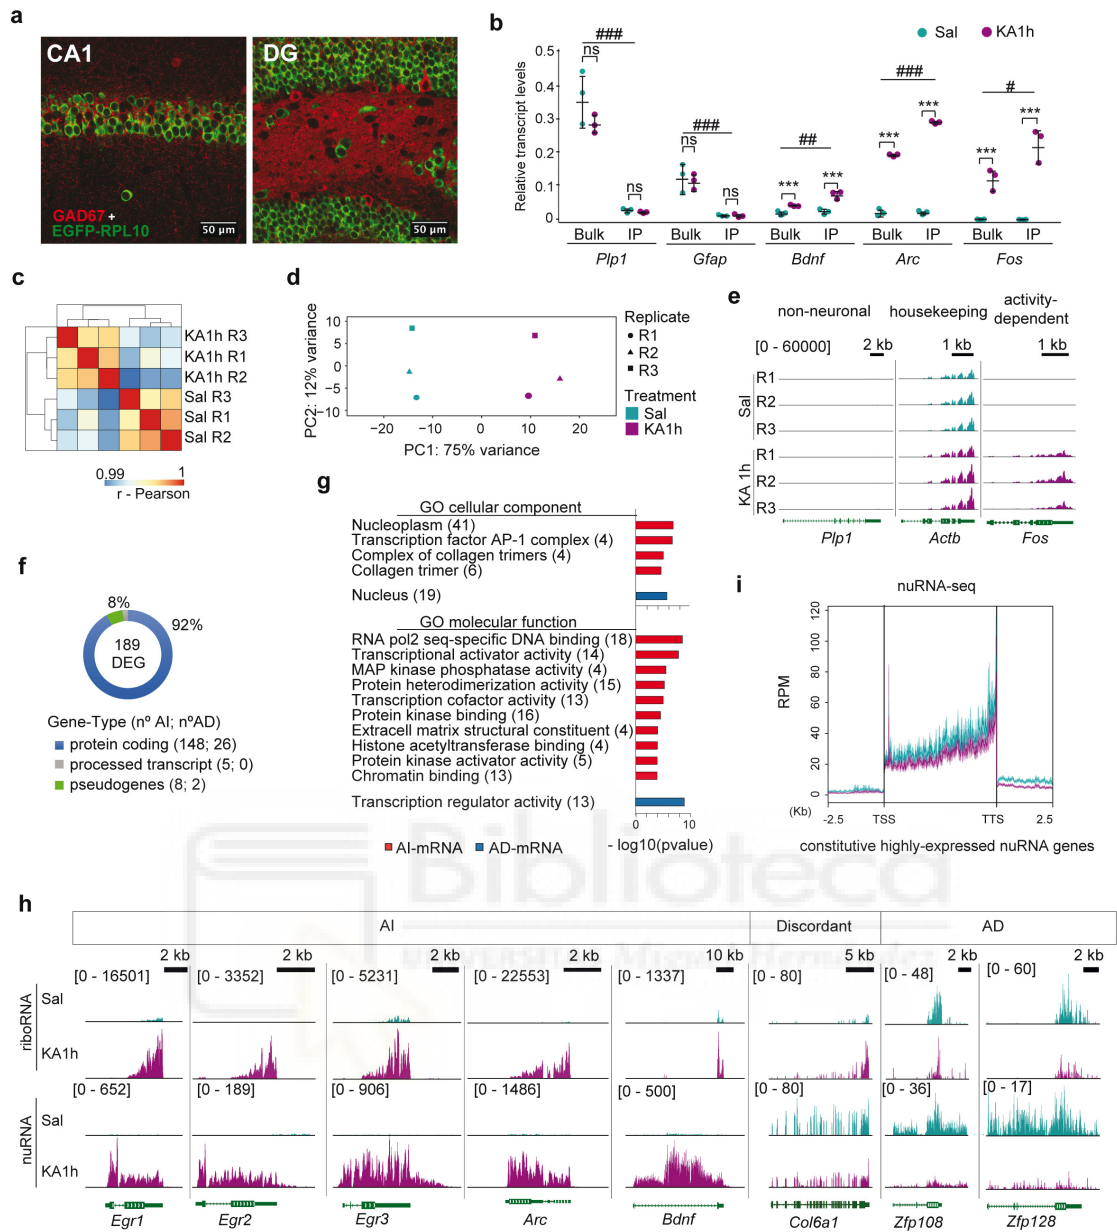 a
CA1
DG
GAD67 +
EGFP-RPL10
50 µm
50 µm
b
Sal
KA1h
Relative transcript levels
0.5
0.4
0.3
0.2
0.1
0
###
ns
ns
###
ns
ns
##
***
***
###
***
***
#
***
***
Bulk IP Bulk IP Bulk IP Bulk IP Bulk IP
Plp1 Gfap Bdnf Arc Fos
c
KA1h R3
KA1h R1
KA1h R2
Sal R3
Sal R1
Sal R2
0.99 1
r - Pearson
d
PC2: 12% variance
10
5
0
−5
−10
−20 −10 0 10 20
PC1: 75% variance
Replicate
R1
R2
R3
Treatment
Sal
KA1h
e
non-neuronal housekeeping activity-dependent
[0 - 60000] 2 kb 1 kb 1 kb
Sal
R1
R2
R3
KA 1h
R1
R2
R3
Plp1 Actb Fos
f
8%
92%
189
DEG
Gene-Type (nº AI; nºAD)
protein coding (148; 26)
processed transcript (5; 0)
pseudogenes (8; 2)
g
GO cellular component
Nucleoplasm (41)
Transcription factor AP-1 complex (4)
Complex of collagen trimers (4)
Collagen trimer (6)
Nucleus (19)
GO molecular function
RNA pol2 seq-specific DNA binding (18)
Transcriptional activator activity (14)
MAP kinase phosphatase activity (4)
Protein heterodimerization activity (15)
Transcription cofactor activity (13)
Protein kinase binding (16)
Extracell matrix structural constituent (4)
Histone acetyltransferase binding (4)
Protein kinase activator activity (5)
Chromatin binding (13)
Transcription regulator activity (13)
0 10
- log10(pvalue)
AI-mRNA AD-mRNA
i
nuRNA-seq
RPM
120
100
80
60
40
20
0
(Kb) -2.5 TSS TTS 2.5
constitutive highly-expressed nuRNA genes
Biblioteca
UNIVERSITAS Miguel Hernández
h
AI Discordant AD
2 kb 2 kb 2 kb 2 kb 10 kb 5 kb 2 kb 2 kb
[0 - 16501] [0 - 3352] [0 - 5231] [0 - 22553] [0 - 1337] [0 - 80] [0 - 48] [0 - 60]
riboRNA
Sal
KA1h
[0 - 652] [0 - 189] [0 - 906] [0 - 1486] [0 - 500] [0 - 80] [0 - 36] [0 - 17]
nuRNA
Sal
KA1h
Egr1 Egr2 Egr3 Arc Bdnf Col6a1 Zfp108 Zfp128